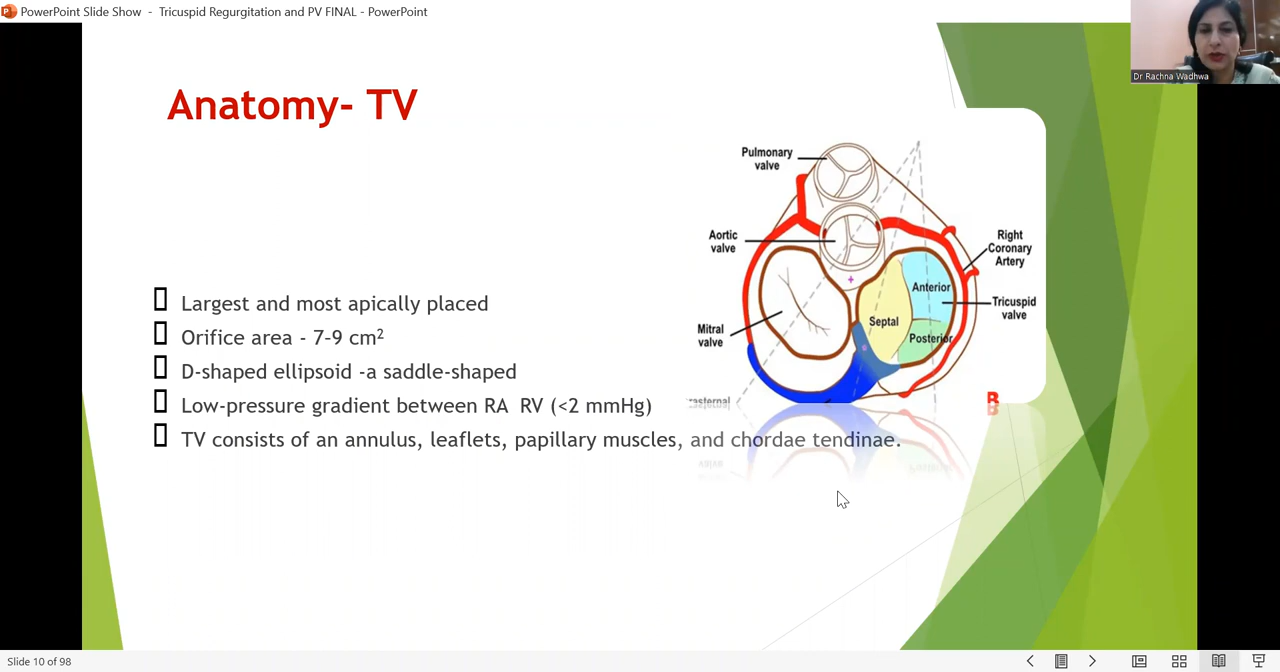 PowerPoint Slide Show - Tricuspid Regurgitation and PV FINAL - PowerPoint
Dr Rachna Wadhwa
Anatomy- TV
Pulmonary
valve
Aortic
valve
Right
Coronary
Artery
Anterior
Tricuspid
valve
Septal
Posterior
Mitral
valve
B
Largest and most apically placed
Orifice area - 7-9 cm²
D-shaped ellipsoid -a saddle-shaped
Low-pressure gradient between RA RV (<2 mmHg)
TV consists of an annulus, leaflets, papillary muscles, and chordae tendinae.
Slide 10 of 98